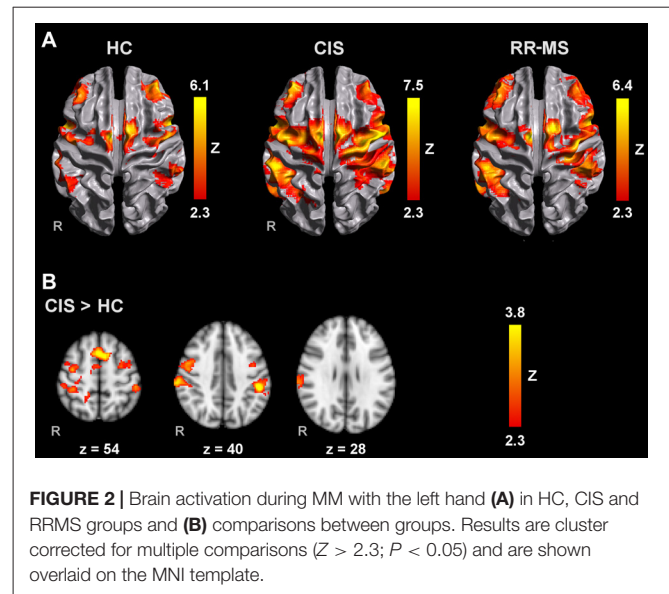 A
HC
CIS
RR-MS
6.1
7.5
6.4
Z
Z
Z
2.3
2.3
2.3
R
R
R
B
CIS > HC
3.8
Z
2.3
R
R
R
z = 54
z = 40
z = 28
FIGURE 2 | Brain activation during MM with the left hand (A) in HC, CIS and
RRMS groups and (B) comparisons between groups. Results are cluster
corrected for multiple comparisons (Z > 2.3; P < 0.05) and are shown
overlaid on the MNI template.